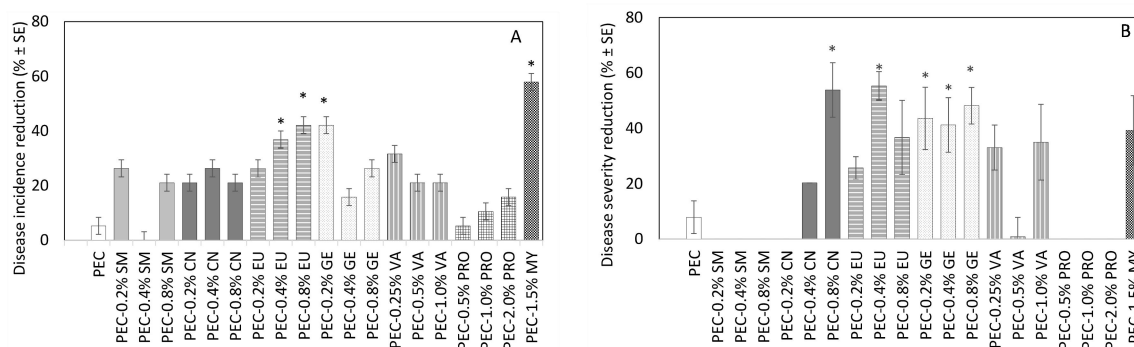 80
60
40
20
0
Disease incidence reduction (% ± SE)
A
*
*
*
*
PEC
PEC-0.2% SM
PEC-0.4% SM
PEC-0.8% SM
PEC-0.2% CN
PEC-0.4% CN
PEC-0.8% CN
PEC-0.2% EU
PEC-0.4% EU
PEC-0.8% EU
PEC-0.2% GE
PEC-0.4% GE
PEC-0.8% GE
PEC-0.25% VA
PEC-0.5% VA
PEC-1.0% VA
PEC-0.5% PRO
PEC-1.0% PRO
PEC-2.0% PRO
PEC-1.5% MY
80
60
40
20
0
Disease severity reduction (% ± SE)
B
*
*
*
*
*
PEC
PEC-0.2% SM
PEC-0.4% SM
PEC-0.8% SM
PEC-0.2% CN
PEC-0.4% CN
PEC-0.8% CN
PEC-0.2% EU
PEC-0.4% EU
PEC-0.8% EU
PEC-0.2% GE
PEC-0.4% GE
PEC-0.8% GE
PEC-0.25% VA
PEC-0.5% VA
PEC-1.0% VA
PEC-0.5% PRO
PEC-1.0% PRO
PEC-2.0% PRO
PEC-1.5% MY